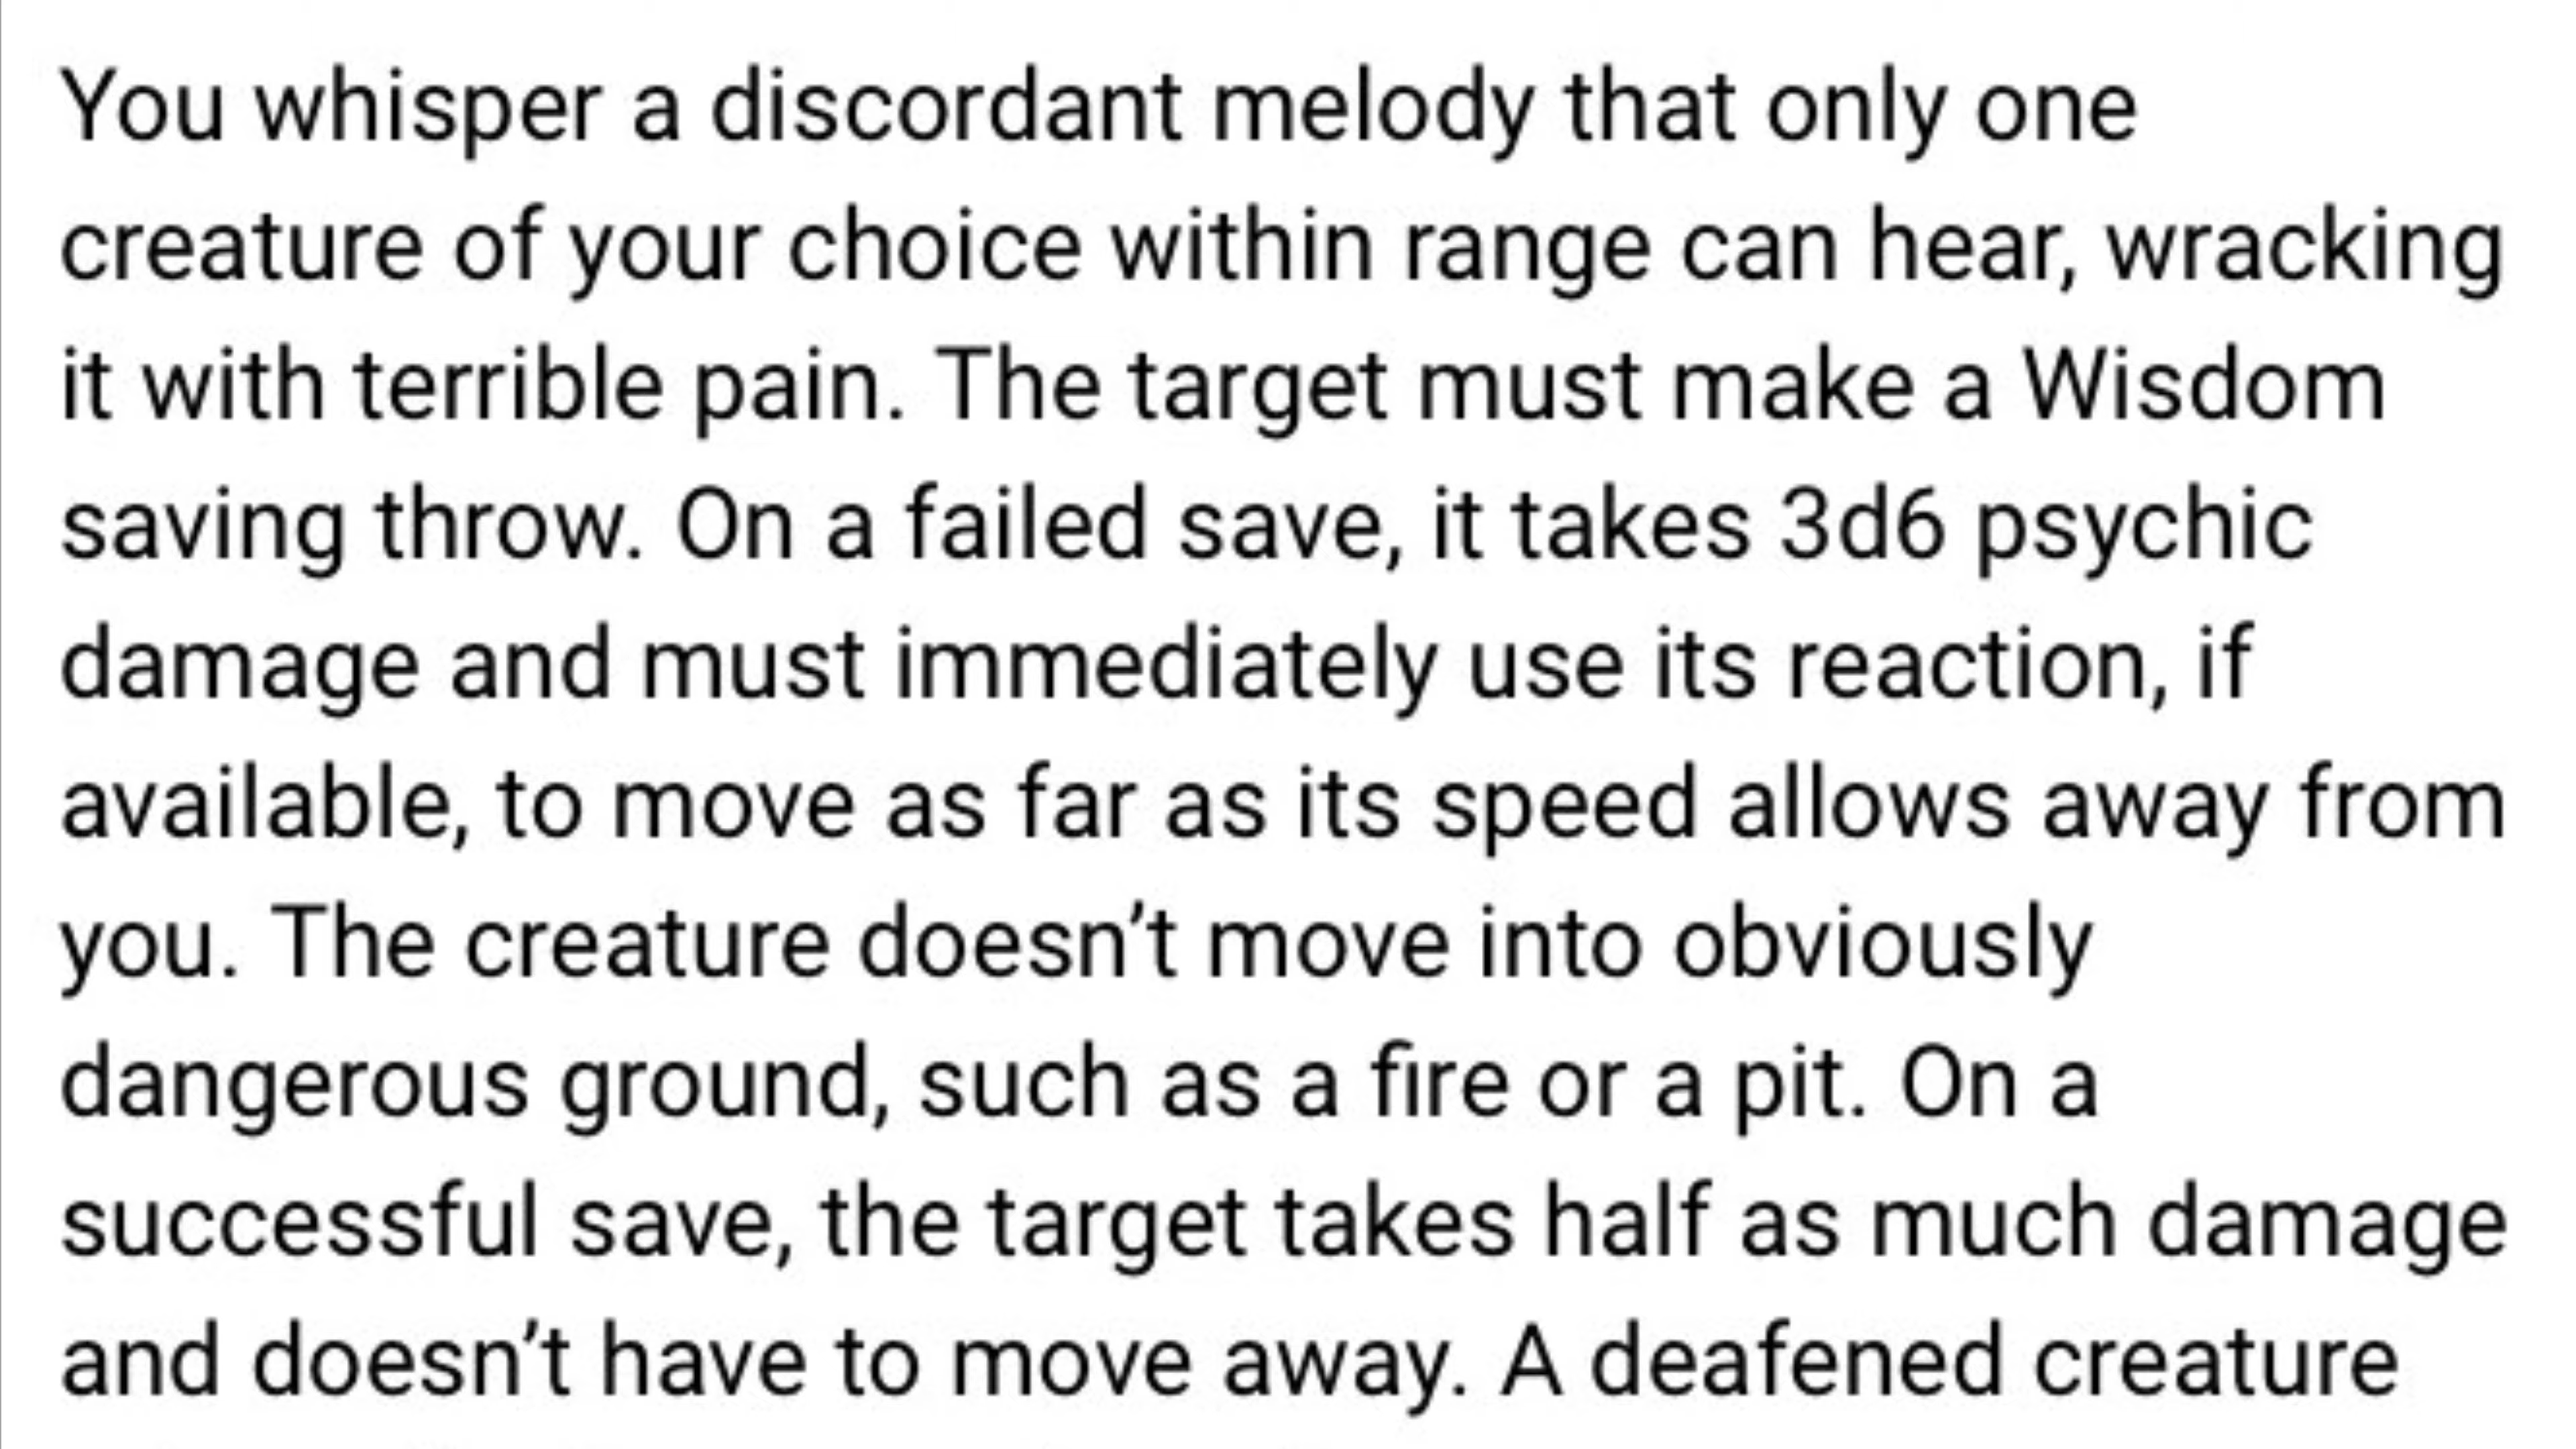 You whisper a discordant melody that only one
creature of your choice within range can hear, wracking
it with terrible pain. The target must make a Wisdom
saving throw. On a failed save, it takes 3d6 psychic
damage and must immediately use its reaction, if
available, to move as far as its speed allows away from
you. The creature doesn’t move into obviously
dangerous ground, such as a fire or a pit. On a
successful save, the target takes half as much damage
and doesn’t have to move away. A deafened creature